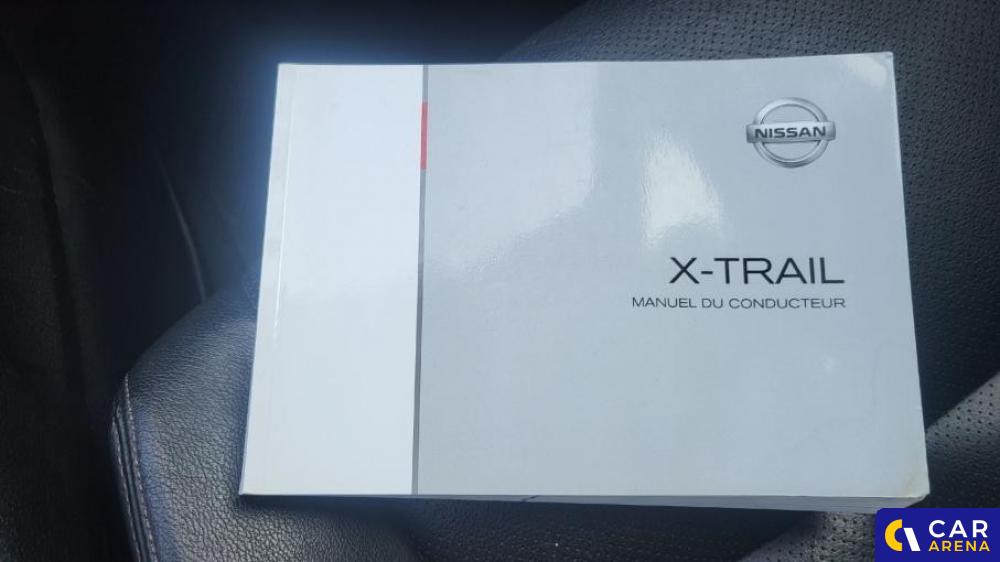 NISSAN
X-TRAIL
MANUEL DU CONDUCTEUR
CAR
ARENA